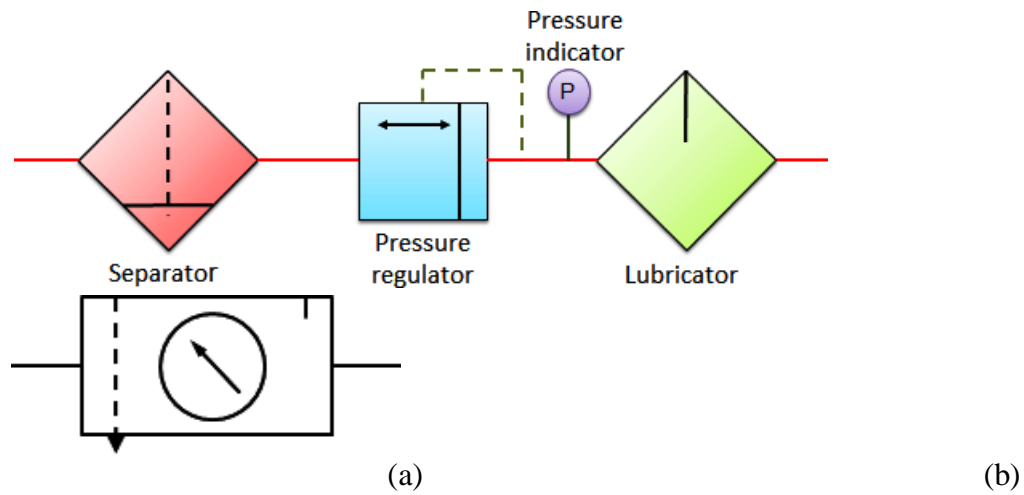 Pressure
indicator
P
Separator
Pressure
regulator
Lubricator
(a)
(b)